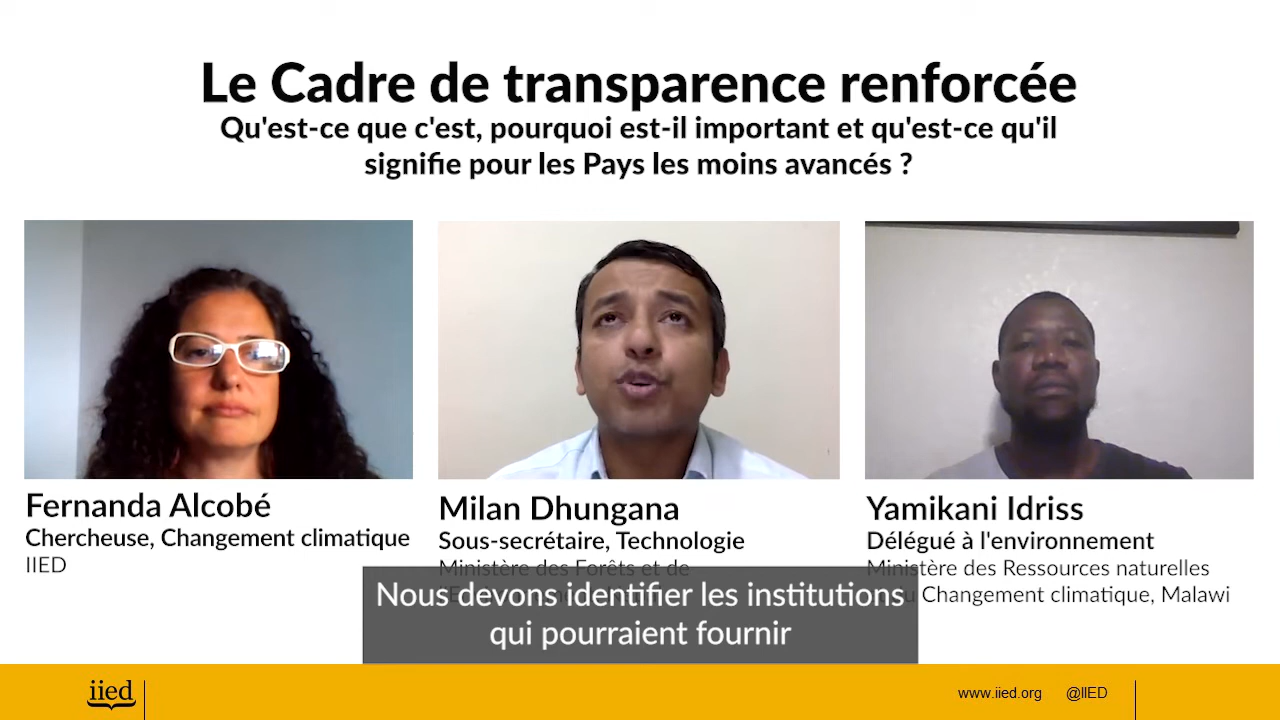 Le Cadre de transparence renforcée
Qu'est-ce que c'est, pourquoi est-il important et qu'est-ce qu'il
signifie pour les Pays les moins avancés ?
Fernanda Alcobé
Chercheuse, Changement climatique
IIED
Milan Dhungana
Sous-secrétaire, Technologie
Ministère des Forêts et de
Yamikani Idriss
Délégué à l'environnement
Ministère des Ressources naturelles
Changement climatique, Malawi
Nous devons identifier les institutions
qui pourraient fournir
iied
www.iied.org @IIED